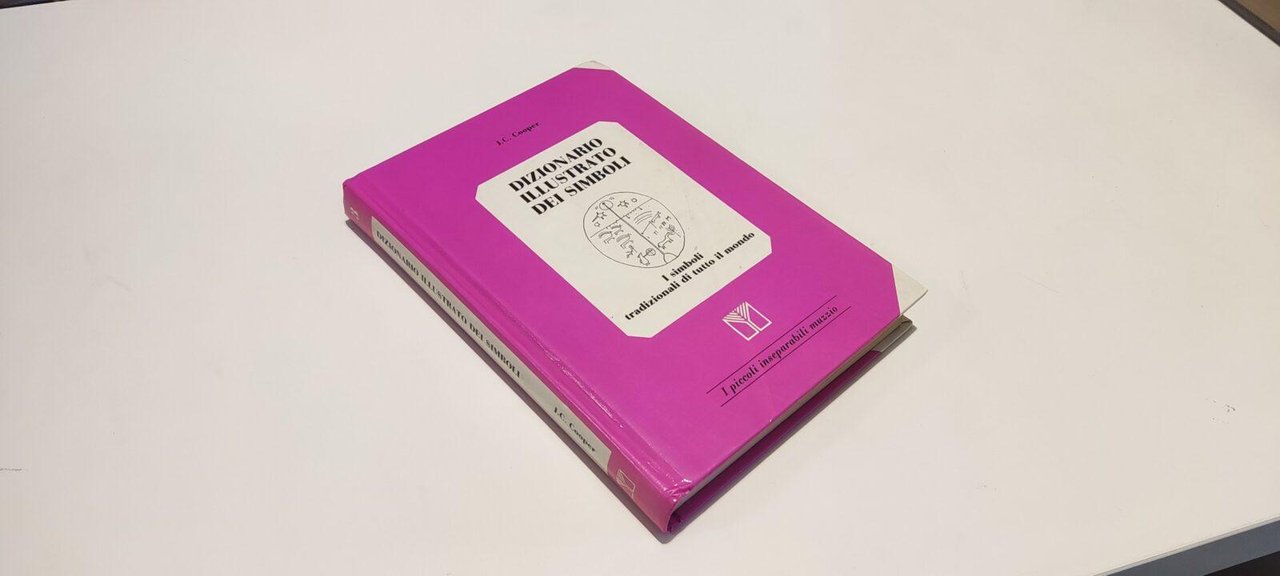 J.C. Cooper
DIZIONARIO
ILLUSTRATO
DEI SIMBOLI
I simboli
tradizionali di tutto il mondo
I piccoli inseparabili muzzio
DIZIONARIO ILLUSTRATO DEI SIMBOLI
J.C. Cooper